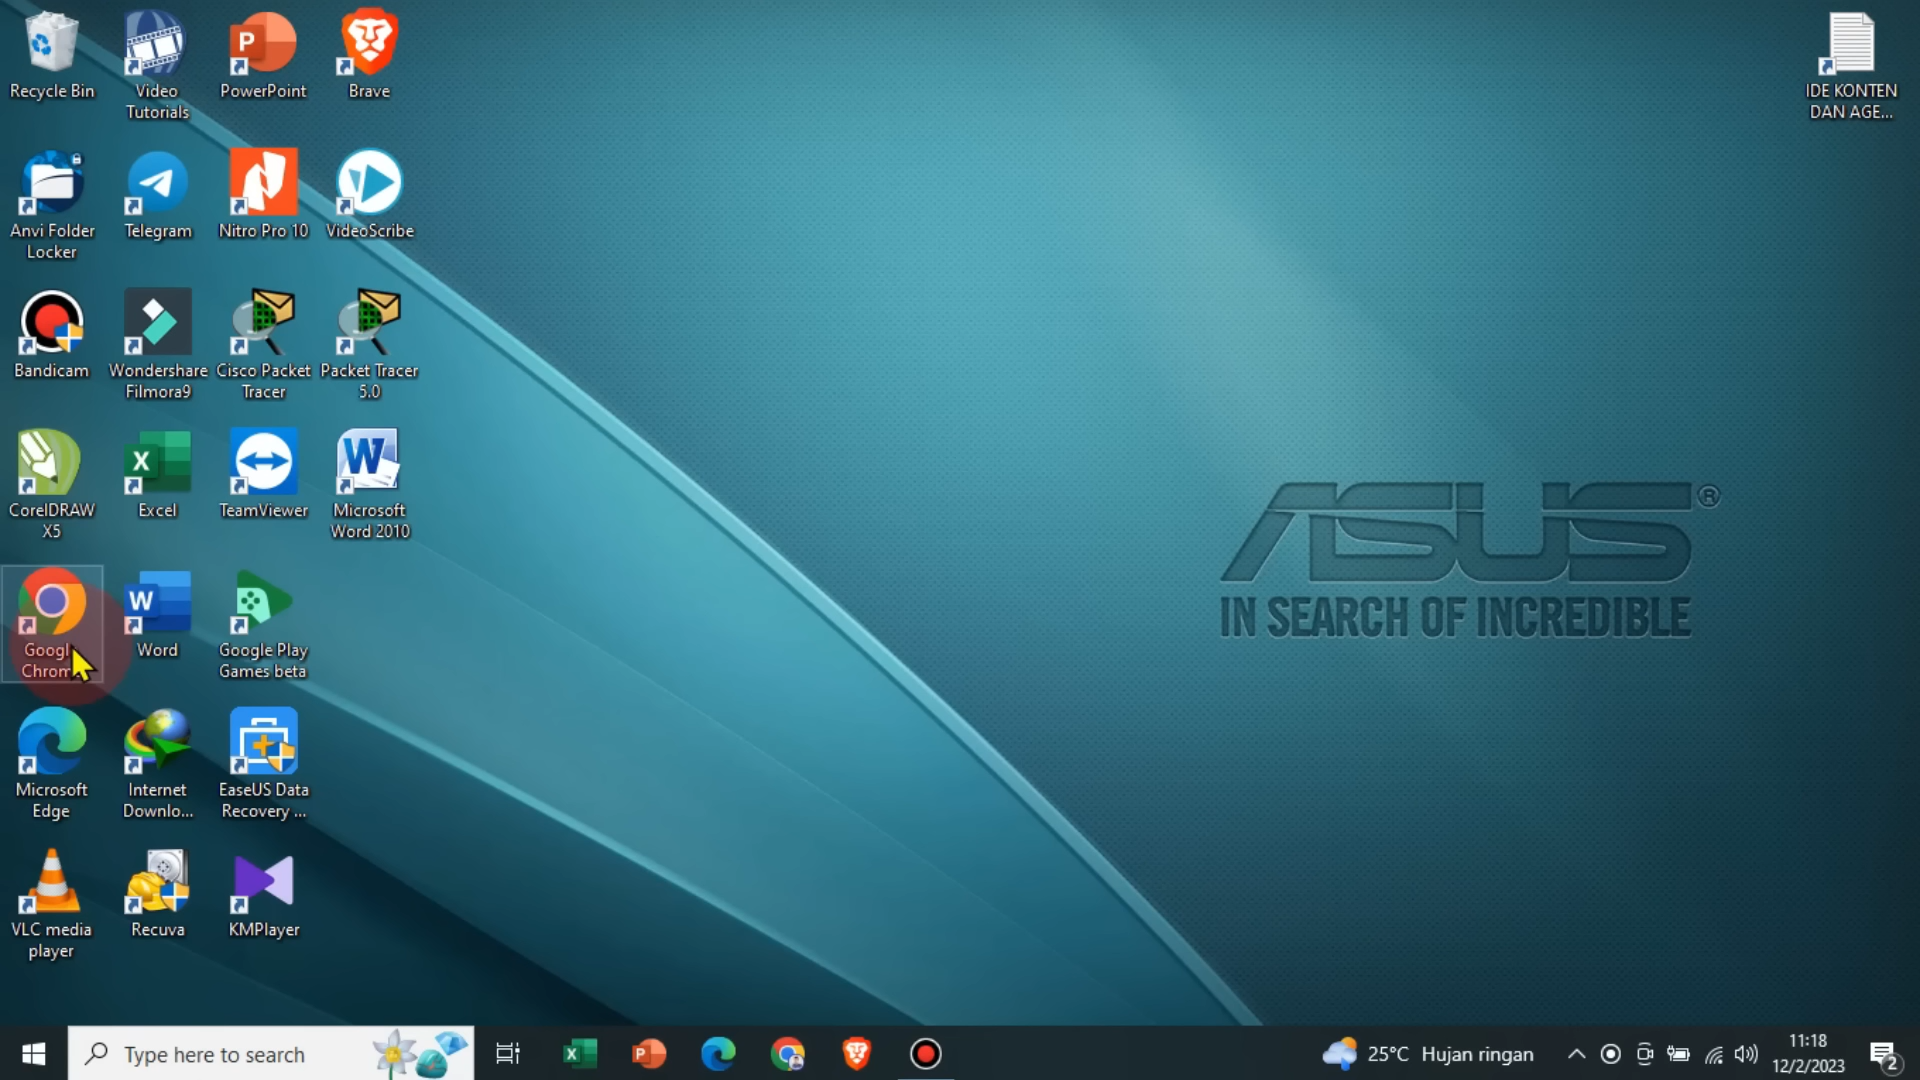 Recycle Bin
Video
Tutorials
PowerPoint
Brave
IDE KONTEN
DAN AGE...
Anvi Folder
Locker
Telegram
Nitro Pro 10
VideoScribe
Bandicam
Wondershare
Filmora9
Cisco Packet
Tracer
Packet Tracer
5.0
CorelDRAW
X5
Excel
TeamViewer
Microsoft
Word 2010
ASUS®
IN SEARCH OF INCREDIBLE
Google
Chrome
Word
Google Play
Games beta
Microsoft
Edge
Internet
Downlo...
EaseUS Data
Recovery ...
VLC media
player
Recuva
KMPlayer
Type here to search
25°C Hujan ringan
11:18
12/2/2023
2